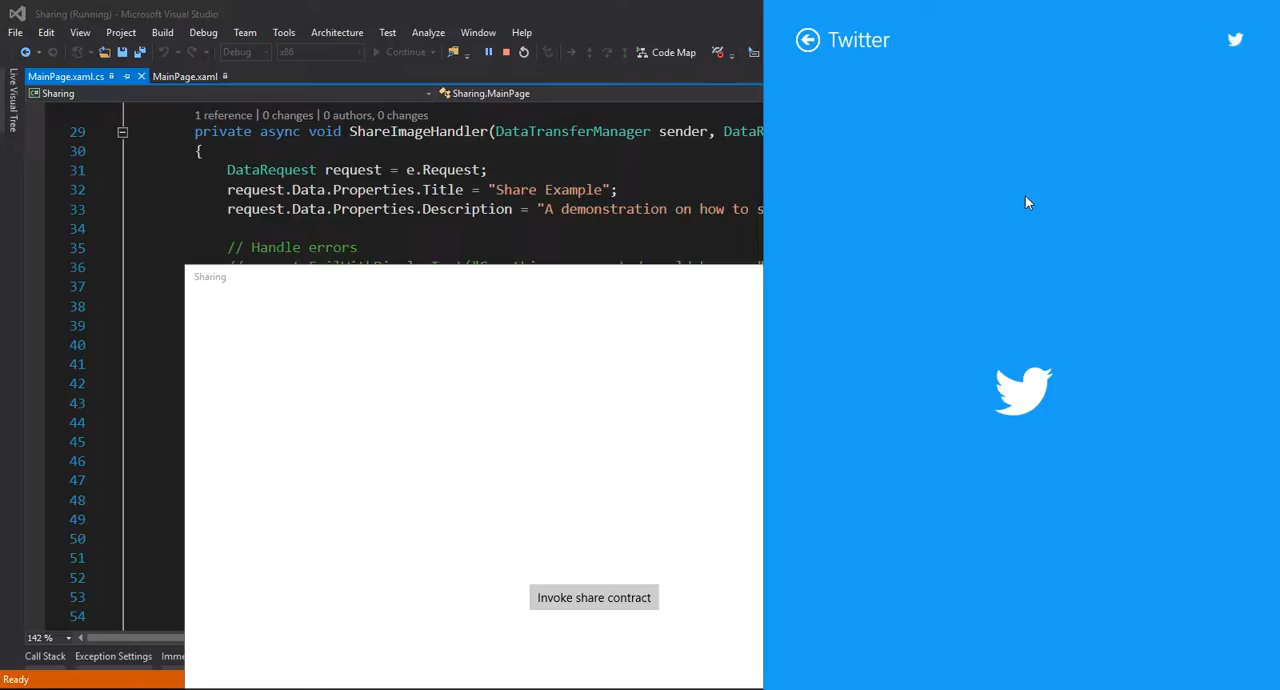 Sharing (Running) - Microsoft Visual Studio
File Edit View Project Build Debug Team Tools Architecture Test Analyze Window Help
Debug x86 Continue Code Map
MainPage.xaml.cs MainPage.xaml
Sharing Sharing.MainPage
Live Visual Tree
1 reference | 0 changes | 0 authors, 0 changes
29 private async void ShareImageHandler(DataTransferManager sender, DataR
30 {
31 DataRequest request = e.Request;
32 request.Data.Properties.Title = "Share Example";
33 request.Data.Properties.Description = "A demonstration on how to s
34
35 // Handle errors
36
37
38
39
40
41
42
43
44
45
46
47
48
49
50
51
52
53
54
142 %
Call Stack Exception Settings Imme
Ready
Sharing
Invoke share contract
Twitter